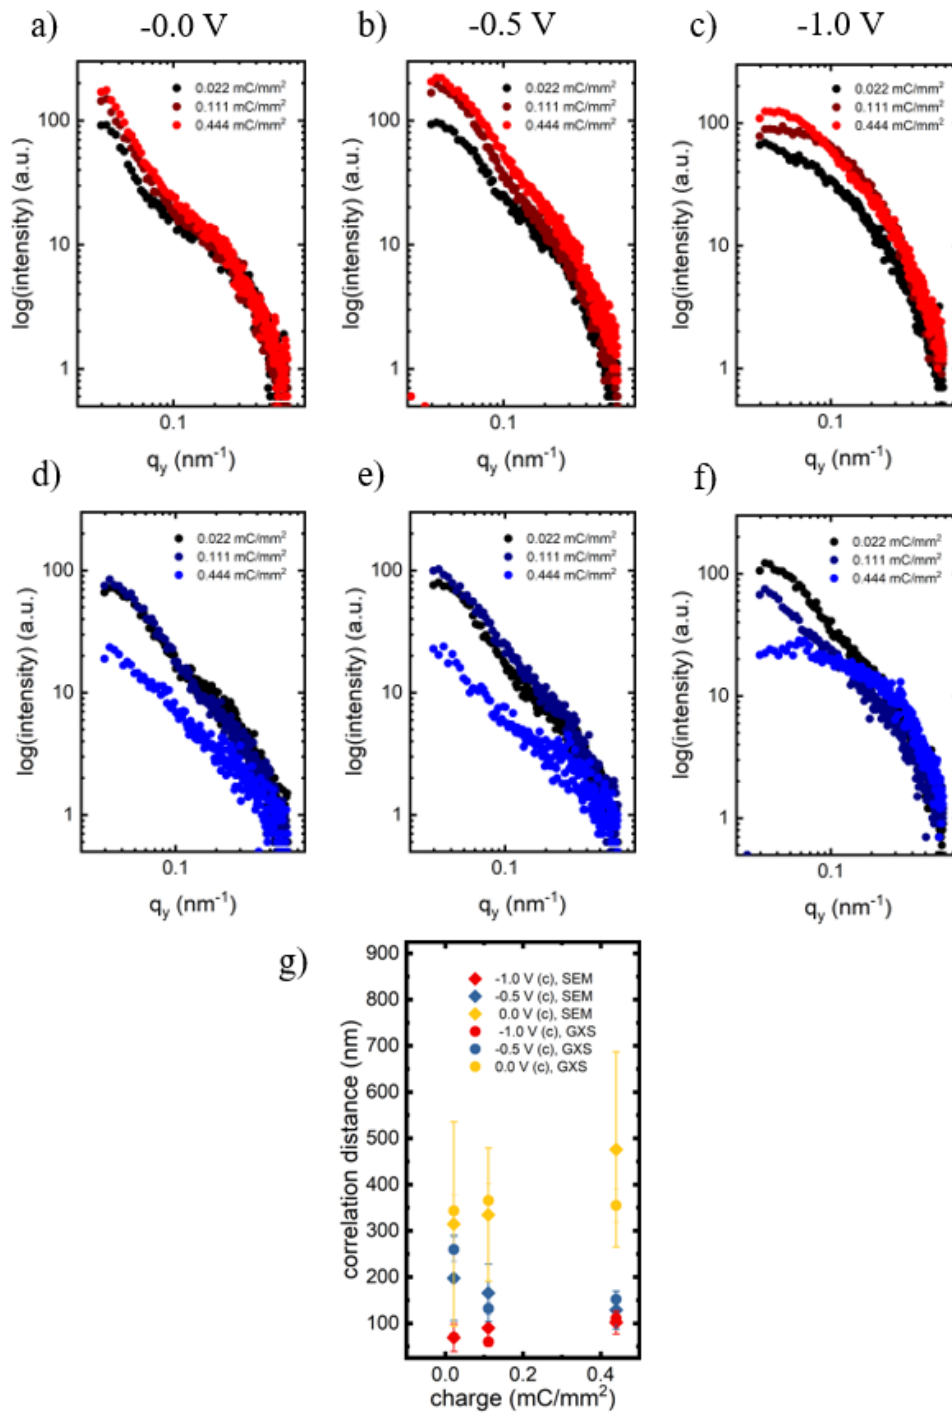 a) -0.0 V
b) -0.5 V
c) -1.0 V
log(intensity) (a.u.)
100
10
1
0.022 mC/mm²
0.111 mC/mm²
0.444 mC/mm²
0.1
q_y (nm⁻¹)
log(intensity) (a.u.)
100
10
1
0.022 mC/mm²
0.111 mC/mm²
0.444 mC/mm²
0.1
q_y (nm⁻¹)
log(intensity) (a.u.)
100
10
1
0.022 mC/mm²
0.111 mC/mm²
0.444 mC/mm²
0.1
q_y (nm⁻¹)
d)
log(intensity) (a.u.)
100
10
1
0.022 mC/mm²
0.111 mC/mm²
0.444 mC/mm²
0.1
q_y (nm⁻¹)
e)
log(intensity) (a.u.)
100
10
1
0.022 mC/mm²
0.111 mC/mm²
0.444 mC/mm²
0.1
q_y (nm⁻¹)
f)
log(intensity) (a.u.)
100
10
1
0.022 mC/mm²
0.111 mC/mm²
0.444 mC/mm²
0.1
q_y (nm⁻¹)
g)
correlation distance (nm)
900
800
700
600
500
400
300
200
100
-1.0 V (c), SEM
-0.5 V (c), SEM
0.0 V (c), SEM
-1.0 V (c), GXS
-0.5 V (c), GXS
0.0 V (c), GXS
0.0 0.2 0.4
charge (mC/mm²)